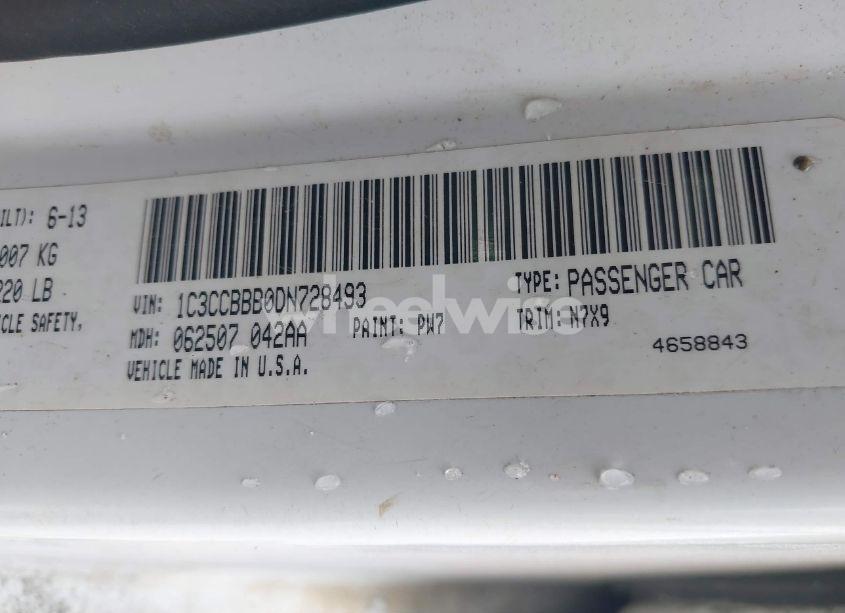 ILT): 6-13
007 KG
220 LB
CLE SAFETY,
VIN: 1C3CCBBB0DN728493
TYPE: PASSENGER CAR
MDH: 062507 042AA
PAINT: PW7
TRIM: N7X9
VEHICLE MADE IN U.S.A.
4658843
wheelwise